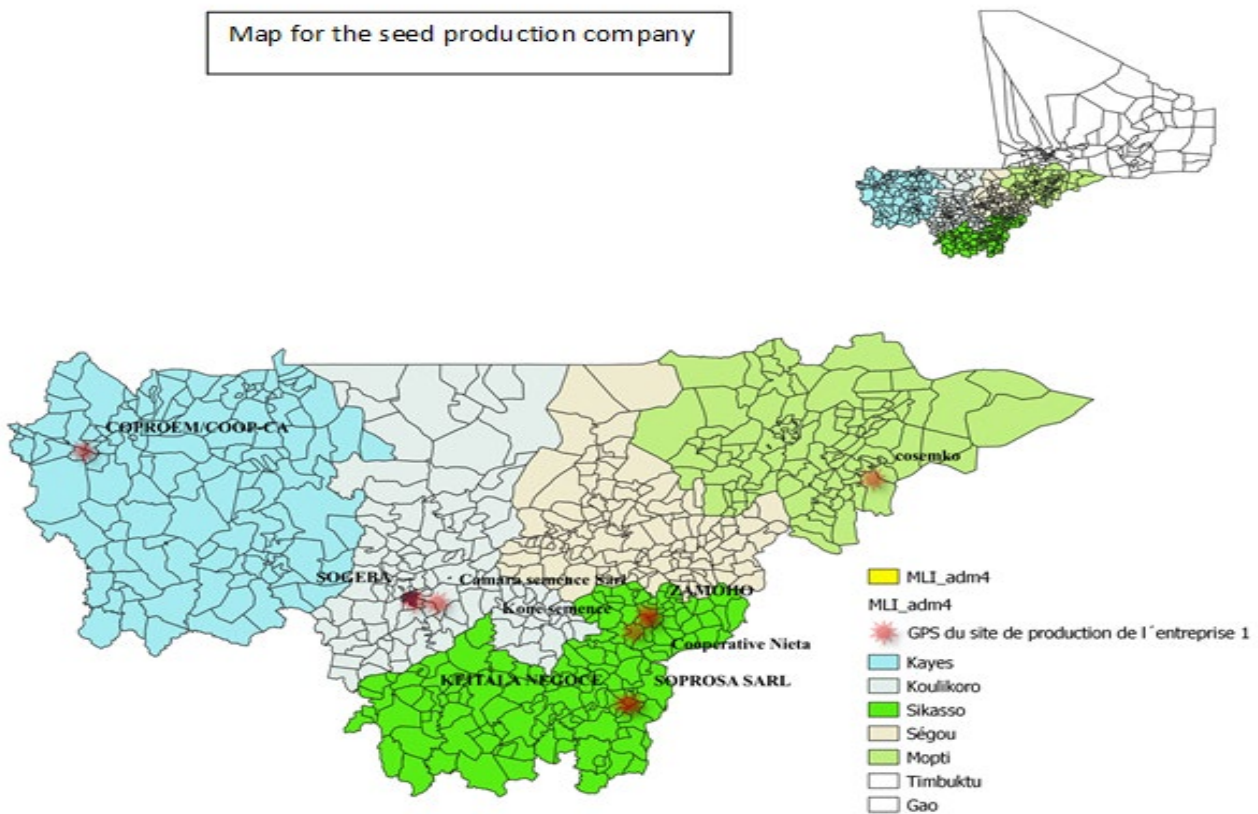 Map for the seed production company
COPROEM/COOP-CA
cosemko
SOGEBA
Camara semence Sarl
ZAMOHO
Kone semence
Cooperative Nieta
KEITALA NEGOCE
SOPROSA SARL
MLI_adm4
MLI_adm4
GPS du site de production de l´entreprise 1
Kayes
Koulikoro
Sikasso
Ségou
Mopti
Timbuktu
Gao